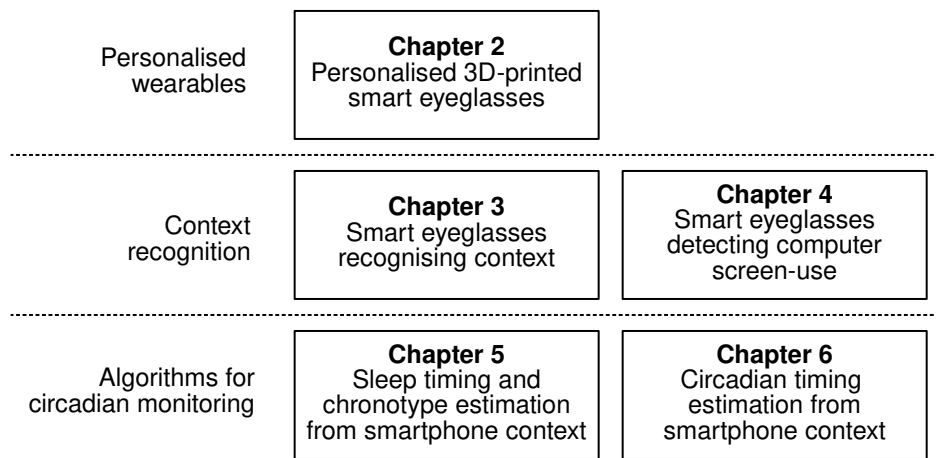 Personalised
wearables
Chapter 2
Personalised 3D-printed
smart eyeglasses
Context
recognition
Chapter 3
Smart eyeglasses
recognising context
Chapter 4
Smart eyeglasses
detecting computer
screen-use
Algorithms for
circadian monitoring
Chapter 5
Sleep timing and
chronotype estimation
from smartphone context
Chapter 6
Circadian timing
estimation from
smartphone context